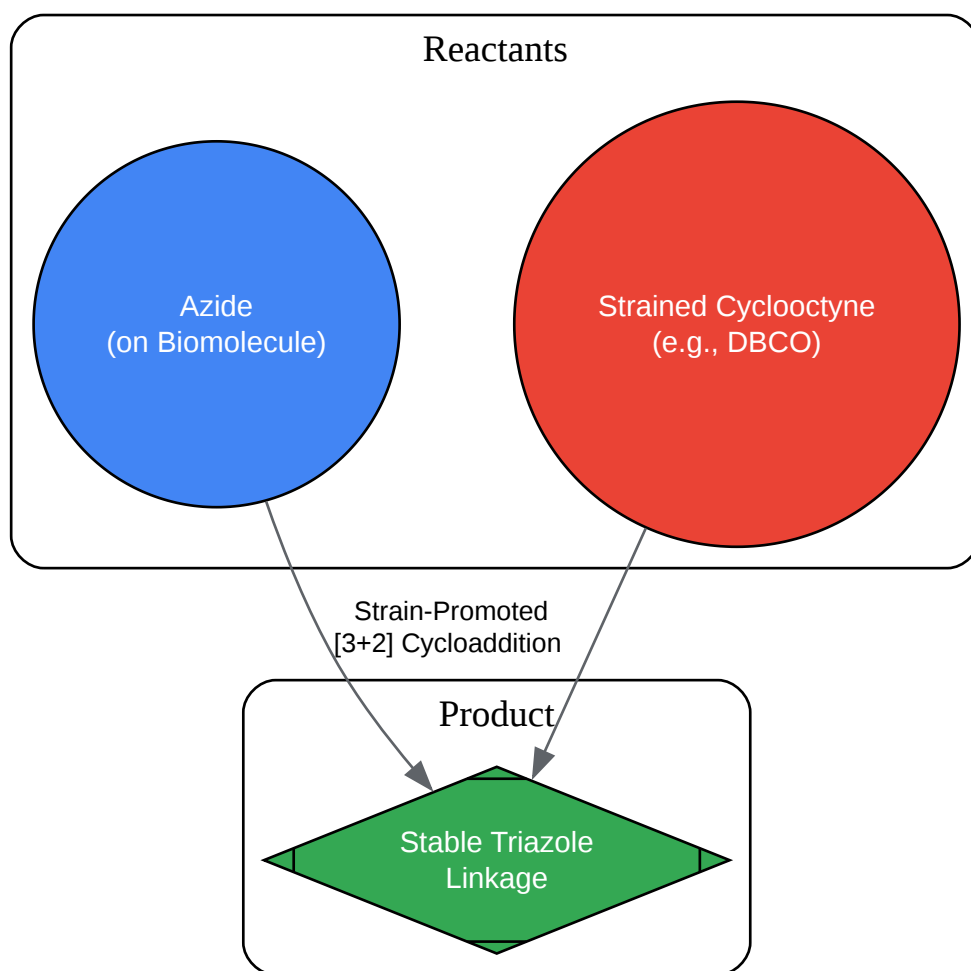 Reactants
Azide
(on Biomolecule)
Strained Cyclooctyne
(e.g., DBCO)
Strain-Promoted
[3+2] Cycloaddition
Product
Stable Triazole
Linkage